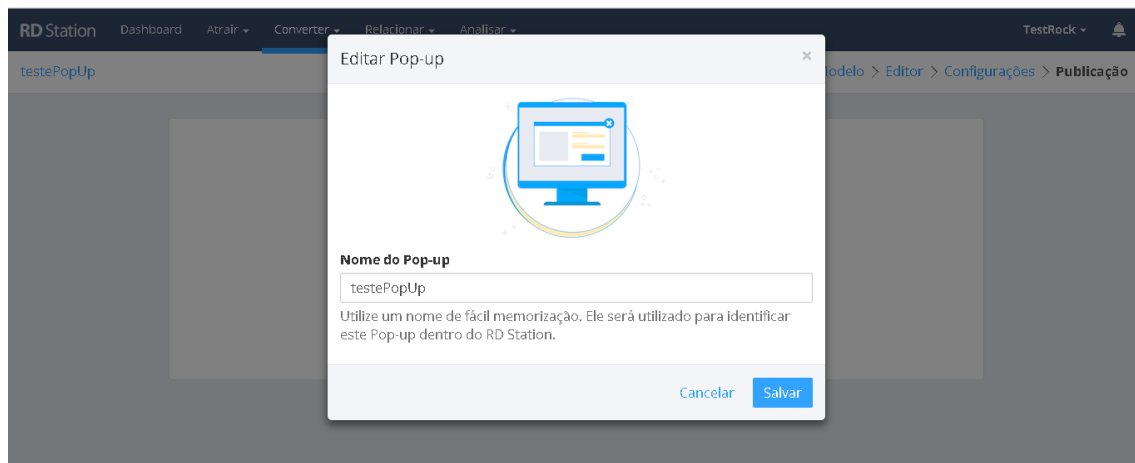 RD Station Dashboard Atrair Converter Relacionar Analisar TestRock
testePopUp
Editar Pop-up ×
> Editor > Configurações > Publicação
Nome do Pop-up
testePopUp
Utilize um nome de fácil memorização. Ele será utilizado para identificar
este Pop-up dentro do RD Station.
Cancelar Salvar